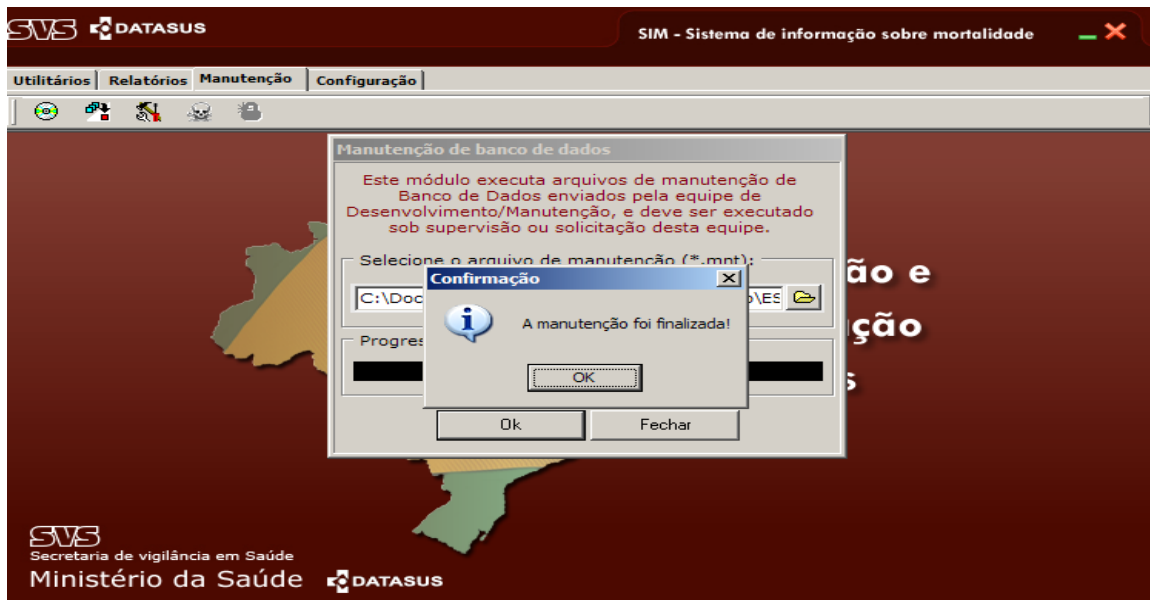 SVS DATASUS
SIM - Sistema de informação sobre mortalidade
Utilitários Relatórios Manutenção Configuração
Manutenção de banco de dados
Este módulo executa arquivos de manutenção de
Banco de Dados enviados pela equipe de
Desenvolvimento/Manutenção, e deve ser executado
sob supervisão ou solicitação desta equipe.
Selecione o arquivo de manutenção (*.mnt):
ão e
Confirmação
C:\Doc
\ES
A manutenção foi finalizada!
ção
Progres
OK
s
Ok Fechar
SVS
Secretaria de vigilância em Saúde
Ministério da Saúde DATASUS